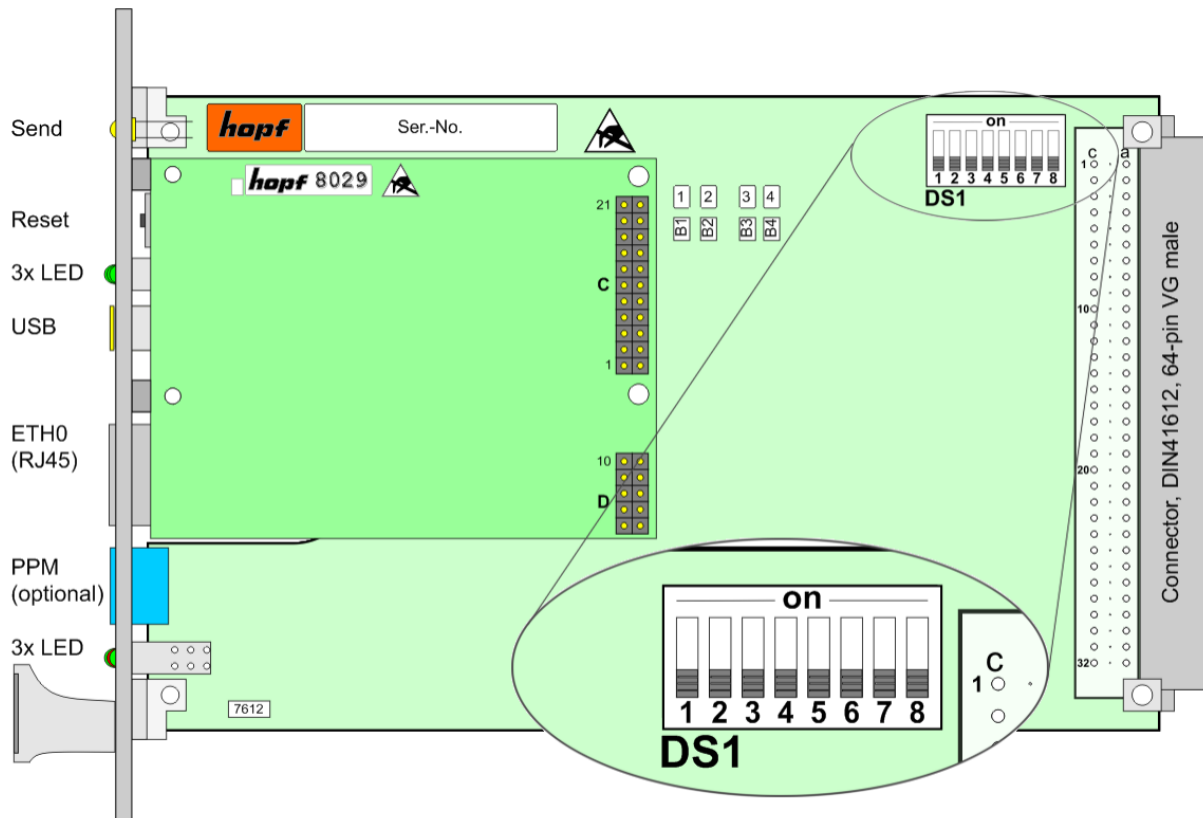 Send
Reset
3x LED
USB
ETH0
(RJ45)
PPM
(optional)
3x LED
hopf
Ser.-No.
hopf 8029
21
C
1
10
D
1 2 3 4
B1 B2 B3 B4
on
1 2 3 4 5 6 7 8
DS1
c a
1
10
20
32
Connector, DIN41612, 64-pin VG male
on
1 2 3 4 5 6 7 8
DS1
C
1
7612